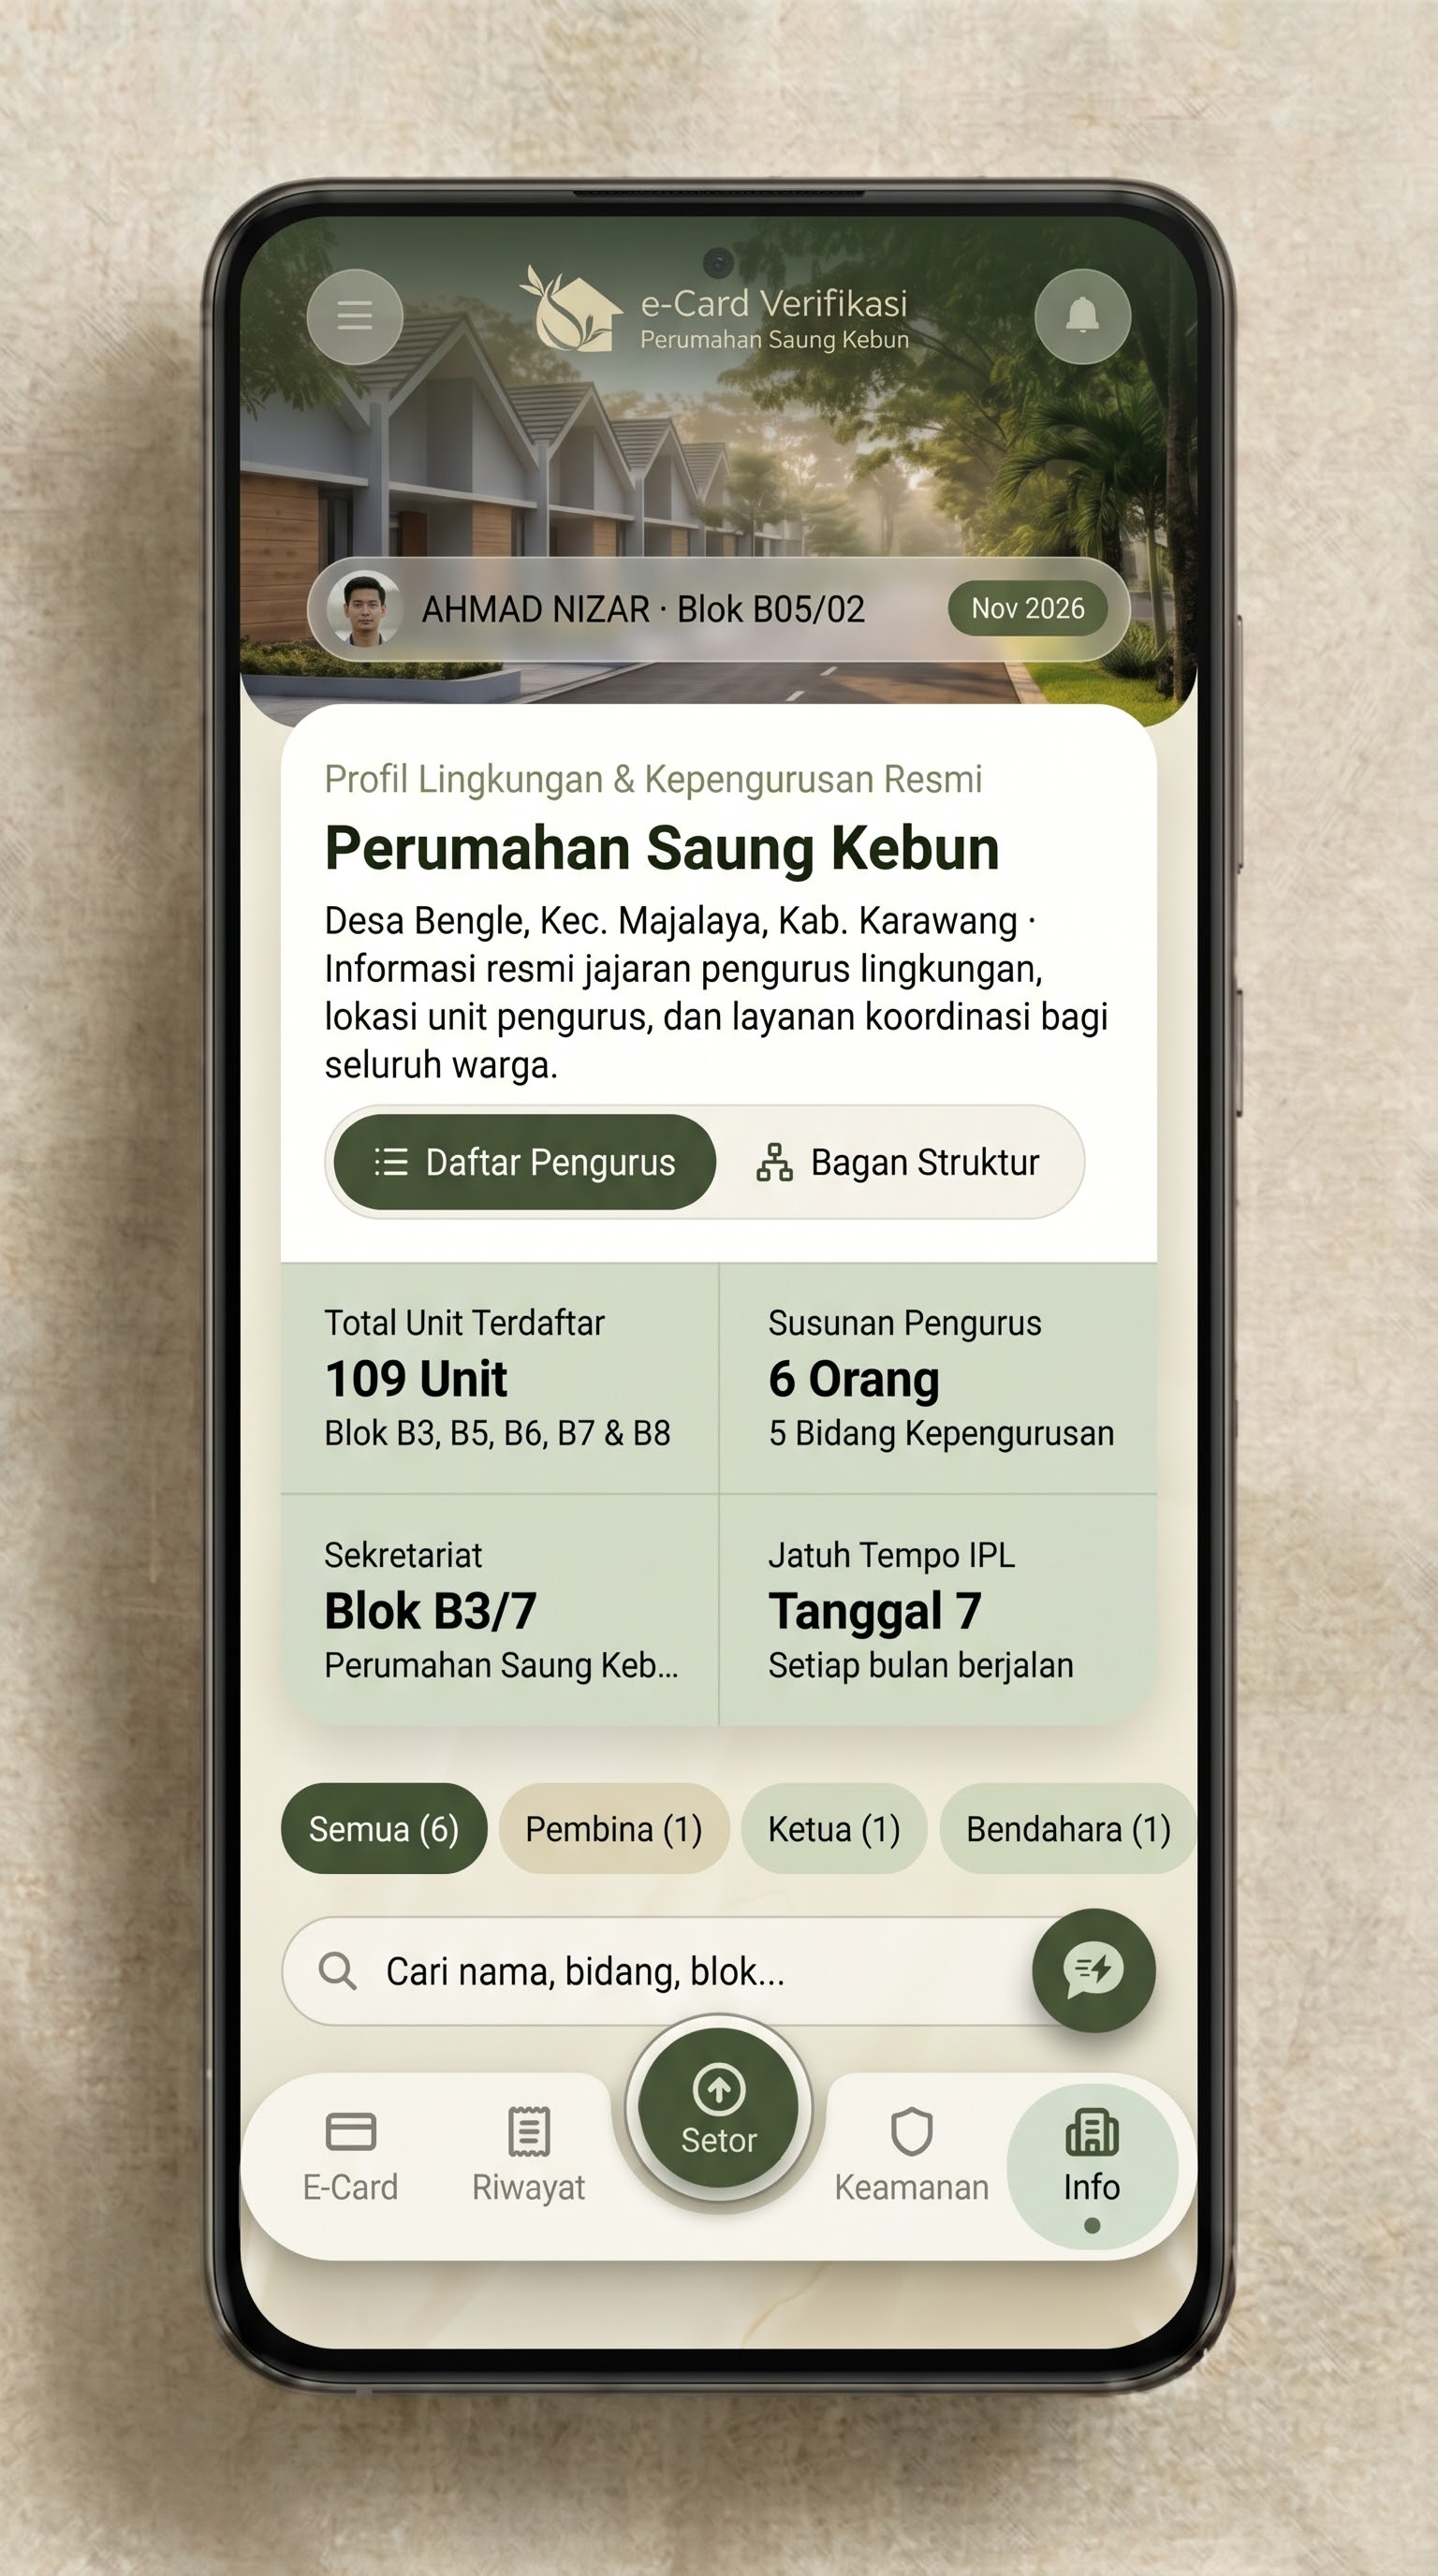 e-Card Verifikasi
Perumahan Saung Kebun
AHMAD NIZAR · Blok B05/02
Nov 2026
Profil Lingkungan & Kepengurusan Resmi
Perumahan Saung Kebun
Desa Bengle, Kec. Majalaya, Kab. Karawang ·
Informasi resmi jajaran pengurus lingkungan,
lokasi unit pengurus, dan layanan koordinasi bagi
seluruh warga.
Daftar Pengurus
Bagan Struktur
Total Unit Terdaftar
109 Unit
Blok B3, B5, B6, B7 & B8
Susunan Pengurus
6 Orang
5 Bidang Kepengurusan
Sekretariat
Blok B3/7
Perumahan Saung Keb...
Jatuh Tempo IPL
Tanggal 7
Setiap bulan berjalan
Semua (6)
Pembina (1)
Ketua (1)
Bendahara (1)
Cari nama, bidang, blok...
E-Card
Riwayat
Setor
Keamanan
Info